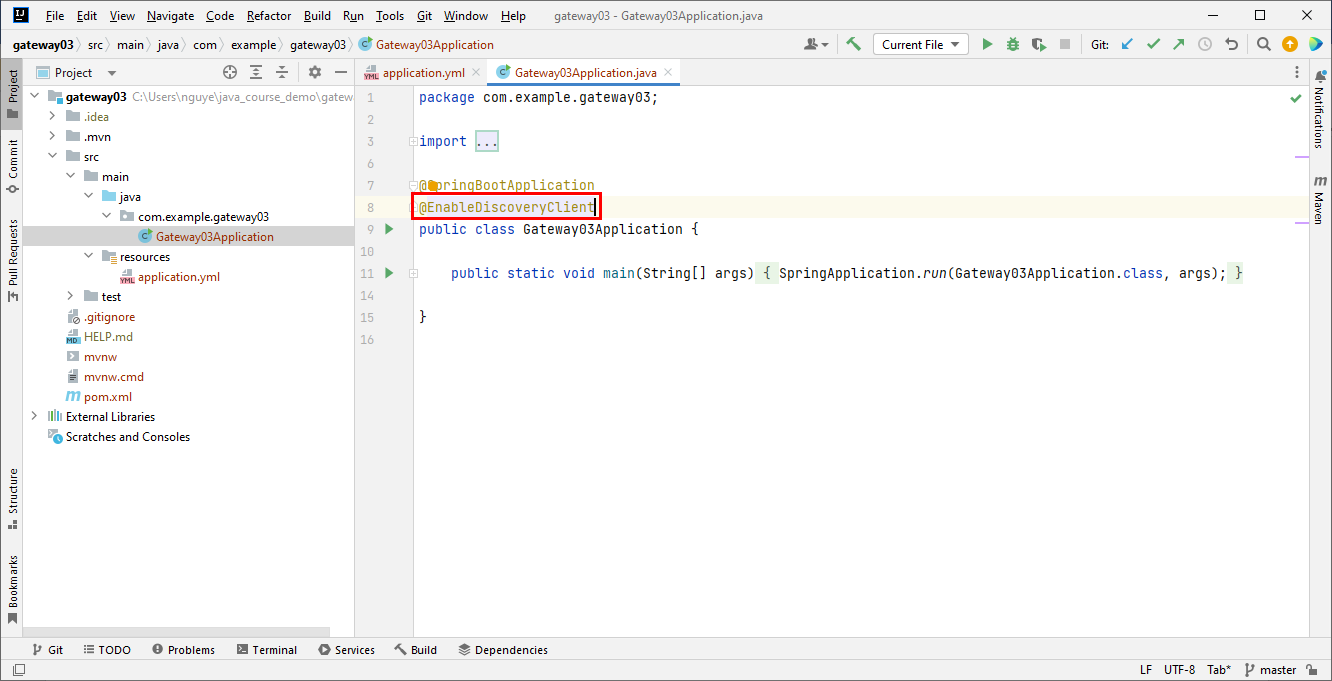 File Edit View Navigate Code Refactor Build Run Tools Git Window Help gateway03 - Gateway03Application.java
gateway03 src main java com example gateway03 Gateway03Application Current File Git:
Project
application.yml Gateway03Application.java
gateway03 C:\Users\nguye\java_course_demo\gatew
.idea
.mvn
src
main
java
com.example.gateway03
Gateway03Application
resources
application.yml
test
.gitignore
HELP.md
mvnw
mvnw.cmd
pom.xml
External Libraries
Scratches and Consoles
Project
Commit
Pull Requests
Structure
Bookmarks
1 package com.example.gateway03;
2
3 import ...
6
7 @SpringBootApplication
8 @EnableDiscoveryClient
9 public class Gateway03Application {
10
11 public static void main(String[] args) { SpringApplication.run(Gateway03Application.class, args); }
14
15 }
16
Notifications
m Maven
Git TODO Problems Terminal Services Build Dependencies
LF UTF-8 Tab* master